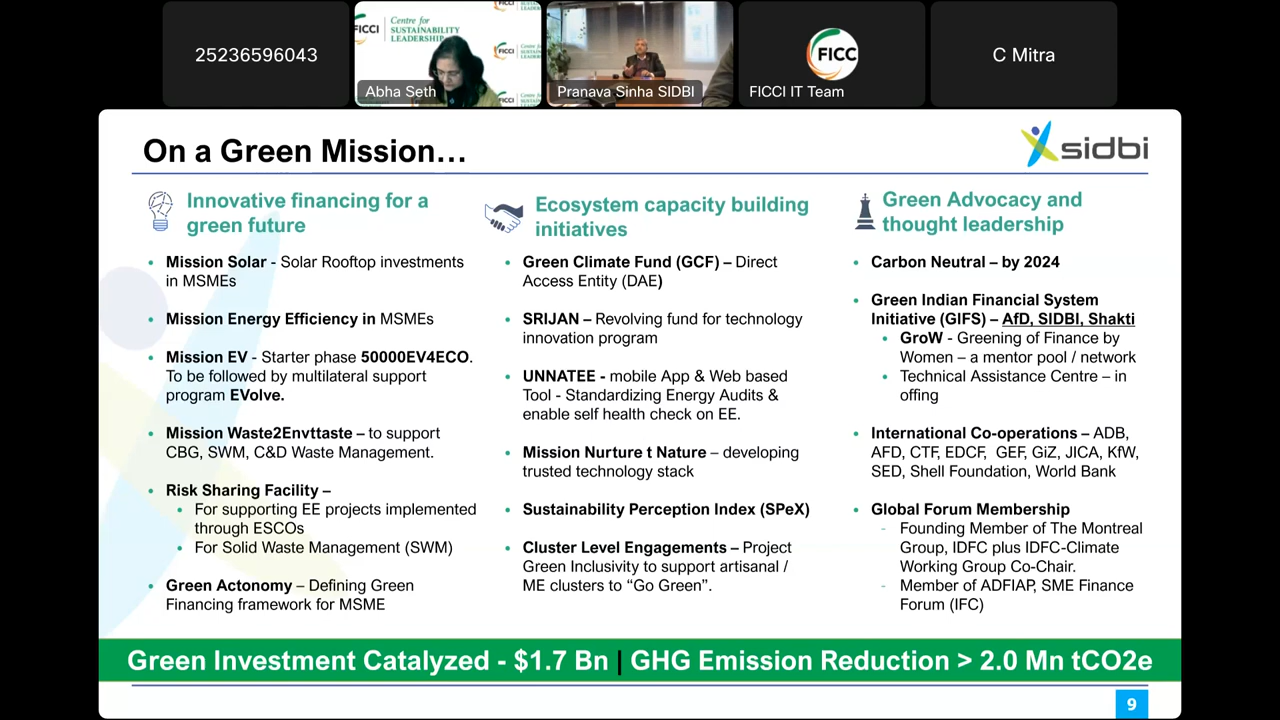 25236596043
FICCI
Centre for
SUSTAINABILITY
LEADERSHIP
FICCI
FICCI
Abha Seth
Pranava Sinha SIDBI
FICC
FICCI IT Team
C Mitra
On a Green Mission…
sidbi
Innovative financing for a
green future
Mission Solar - Solar Rooftop investments
in MSMEs
Mission Energy Efficiency in MSMEs
Mission EV - Starter phase 50000EV4ECO.
To be followed by multilateral support
program EVolve.
Mission Waste2Envttaste – to support
CBG, SWM, C&D Waste Management.
Risk Sharing Facility –
For supporting EE projects implemented
through ESCOs
For Solid Waste Management (SWM)
Green Actonomy – Defining Green
Financing framework for MSME
Ecosystem capacity building
initiatives
Green Climate Fund (GCF) – Direct
Access Entity (DAE)
SRIJAN – Revolving fund for technology
innovation program
UNNATEE - mobile App & Web based
Tool - Standardizing Energy Audits &
enable self health check on EE.
Mission Nurture t Nature – developing
trusted technology stack
Sustainability Perception Index (SPeX)
Cluster Level Engagements – Project
Green Inclusivity to support artisanal /
ME clusters to “Go Green”.
Green Advocacy and
thought leadership
Carbon Neutral – by 2024
Green Indian Financial System
Initiative (GIFS) – AfD, SIDBI, Shakti
GroW - Greening of Finance by
Women – a mentor pool / network
Technical Assistance Centre – in
offing
International Co-operations – ADB,
AFD, CTF, EDCF, GEF, GiZ, JICA, KfW,
SED, Shell Foundation, World Bank
Global Forum Membership
Founding Member of The Montreal
Group, IDFC plus IDFC-Climate
Working Group Co-Chair.
Member of ADFIAP, SME Finance
Forum (IFC)
Green Investment Catalyzed - $1.7 Bn | GHG Emission Reduction > 2.0 Mn tCO2e
9